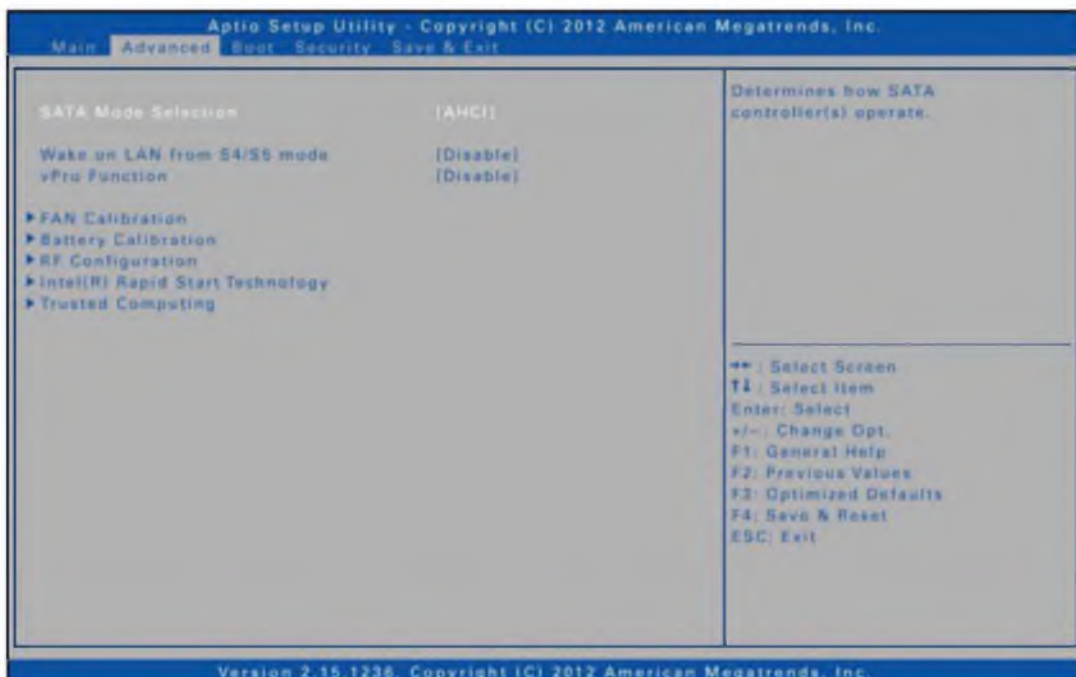 Aptio Setup Utility - Copyright (C) 2012 American Megatrends, Inc.
Main Advanced Boot Security Save & Exit
SATA Mode Selection [AHCI]
Wake on LAN from S4/S5 mode [Disable]
vPro Function [Disable]
▶FAN Calibration
▶Battery Calibration
▶RF Configuration
▶Intel(R) Rapid Start Technology
▶Trusted Computing
Determines how SATA
controller(s) operate.
→←: Select Screen
↑↓: Select Item
Enter: Select
+/-: Change Opt.
F1: General Help
F2: Previous Values
F3: Optimized Defaults
F4: Save & Reset
ESC: Exit
Version 2.15.1236. Copyright (C) 2012 American Megatrends, Inc.